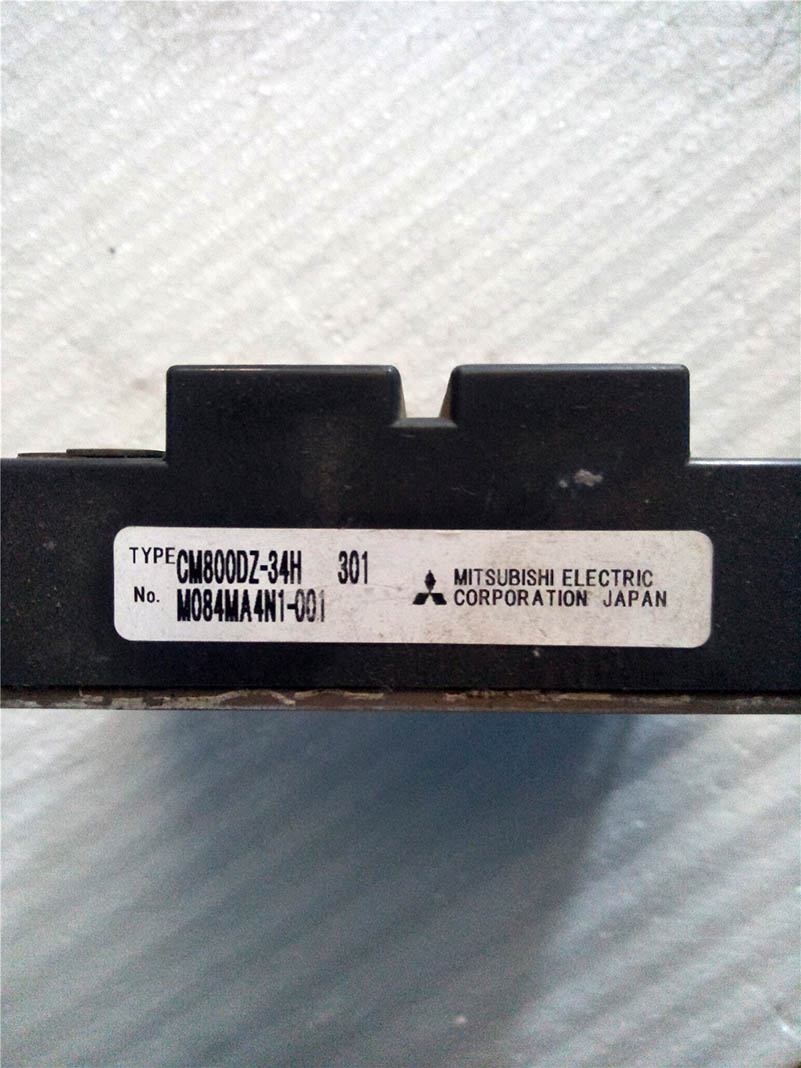 TYPE CM800DZ-34H 301
No. M084MA4N1-001
MITSUBISHI ELECTRIC
CORPORATION JAPAN